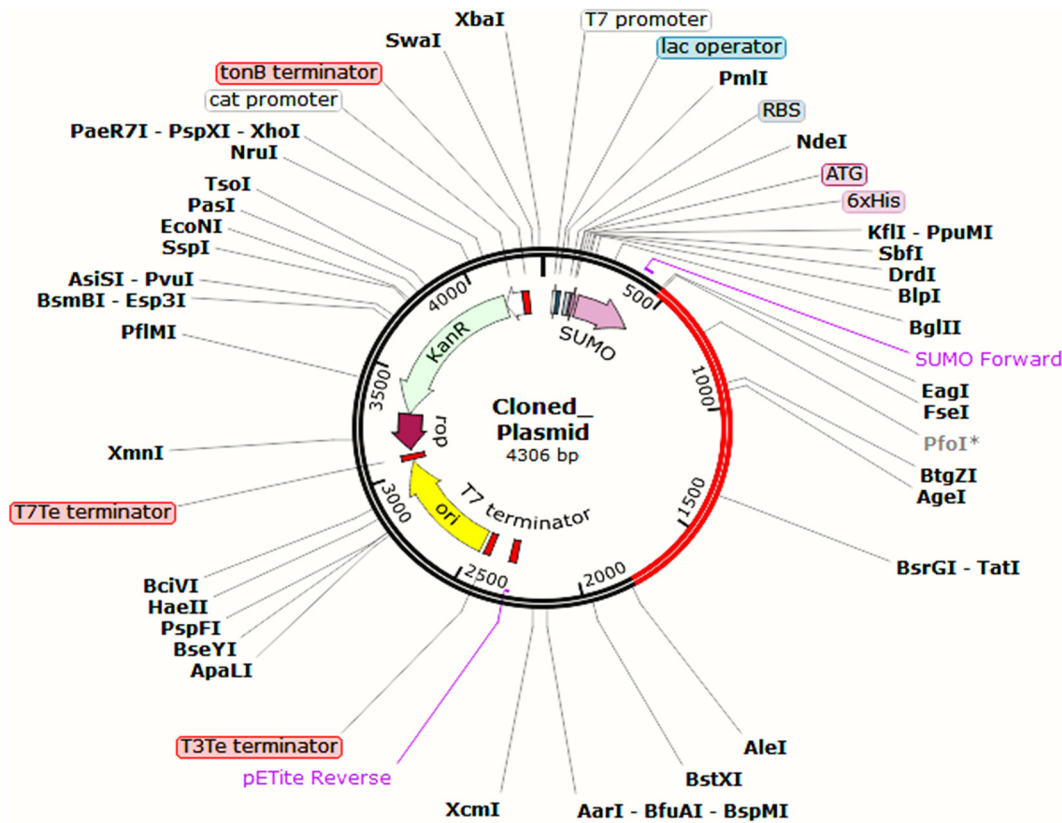 XbaI
T7 promoter
SwaI
lac operator
tonB terminator
PmlI
cat promoter
RBS
PaeR7I - PspXI - XhoI
NdeI
NruI
ATG
TsoI
6xHis
PasI
KflI - PpuMI
EcoNI
SbfI
SspI
DrdI
AsiSI - PvuI
BlpI
BsmBI - Esp3I
BglII
PflMI
SUMO Forward
EagI
FseI
PfoI*
XmnI
BtgZI
AgeI
T7Te terminator
BsrGI - TatI
BciVI
HaeII
PspFI
BseYI
ApaLI
T3Te terminator
AleI
pETite Reverse
BstXI
XcmI
AarI - BfuAI - BspMI
4000
500
KanR
SUMO
3500
1000
Cloned_
Plasmid
4306 bp
rop
T7 terminator
ori
3000
1500
2500
2000